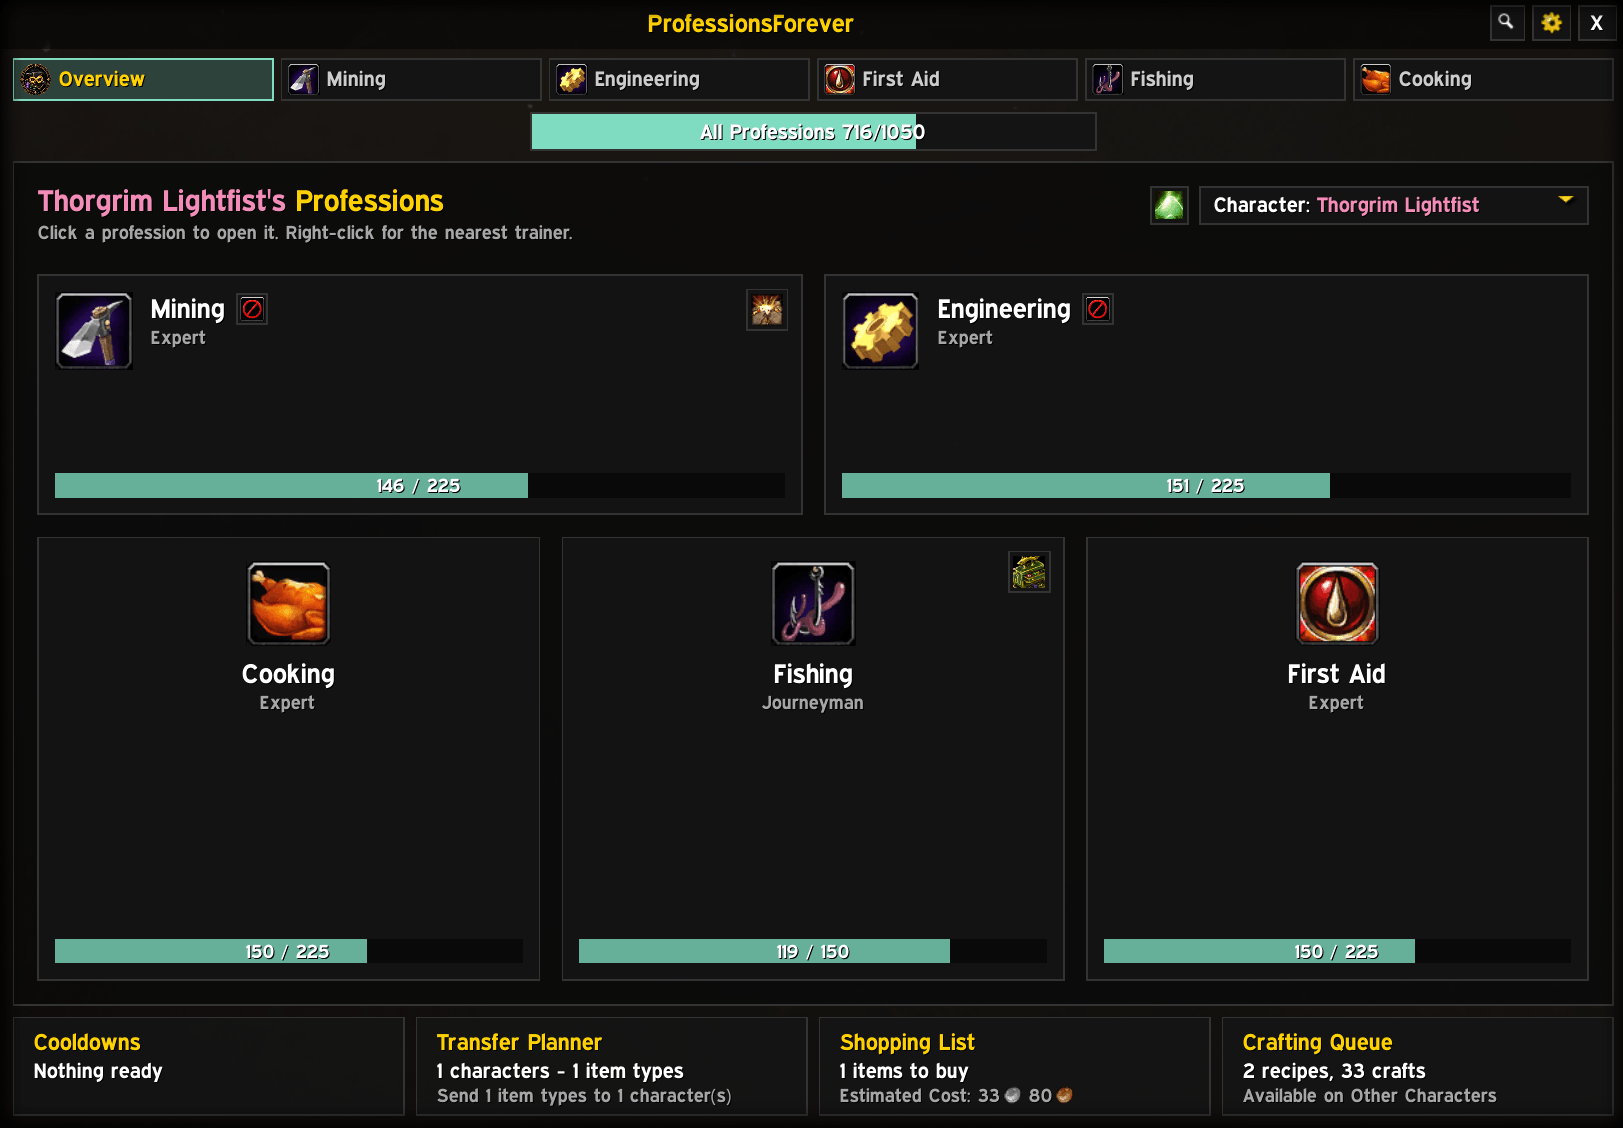 ProfessionsForever
X
Overview
Mining
Engineering
First Aid
Fishing
Cooking
All Professions 716/1050
Thorgrim Lightfist's Professions
Click a profession to open it. Right-click for the nearest trainer.
Character: Thorgrim Lightfist
Mining
Expert
146 / 225
Engineering
Expert
151 / 225
Cooking
Expert
150 / 225
Fishing
Journeyman
119 / 150
First Aid
Expert
150 / 225
Cooldowns
Nothing ready
Transfer Planner
1 characters - 1 item types
Send 1 item types to 1 character(s)
Shopping List
1 items to buy
Estimated Cost: 33 80
Crafting Queue
2 recipes, 33 crafts
Available on Other Characters